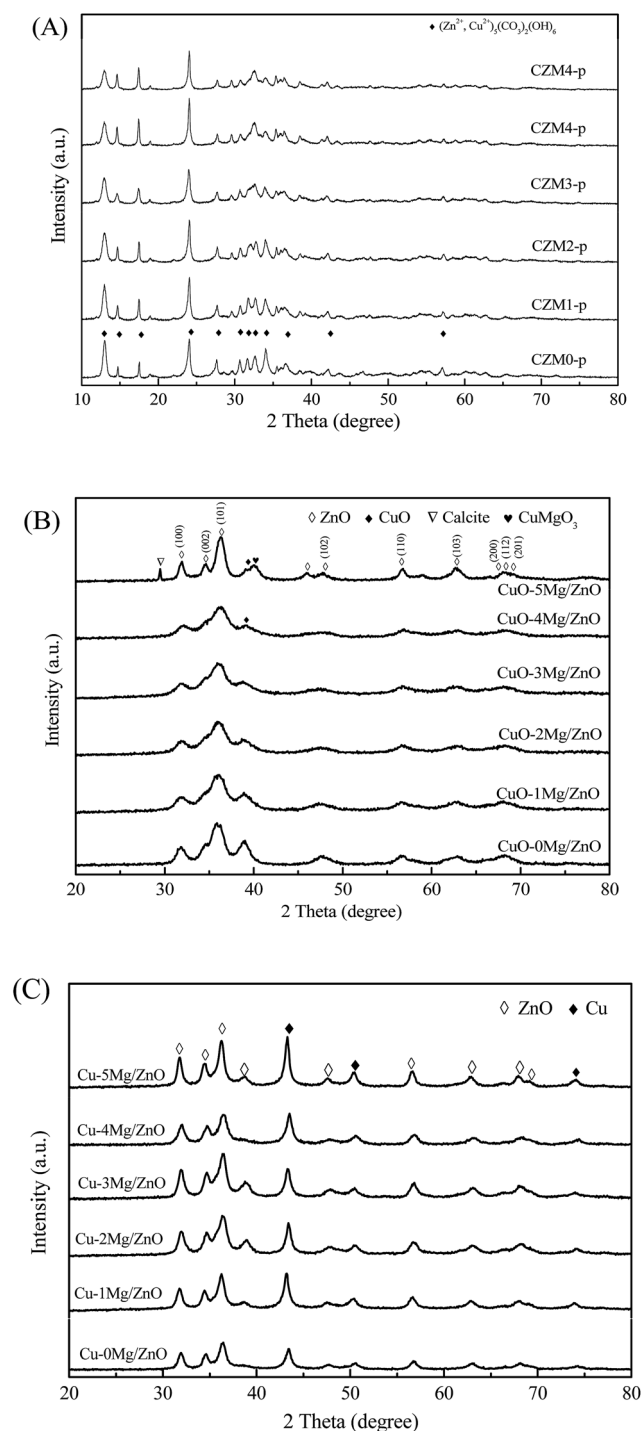 (A)
♦ (Zn2+, Cu2+)5(CO3)2(OH)6
CZM4-p
CZM4-p
CZM3-p
CZM2-p
CZM1-p
CZM0-p
Intensity (a.u.)
10 20 30 40 50 60 70 80
2 Theta (degree)
(B)
◊ ZnO ♦ CuO ▽ Calcite ♥ CuMgO3
(100) (002) (101) (102) (110) (103) (200) (112) (201)
CuO-5Mg/ZnO
CuO-4Mg/ZnO
CuO-3Mg/ZnO
CuO-2Mg/ZnO
CuO-1Mg/ZnO
CuO-0Mg/ZnO
Intensity (a.u.)
20 30 40 50 60 70 80
2 Theta (degree)
(C)
◊ ZnO ♦ Cu
Cu-5Mg/ZnO
Cu-4Mg/ZnO
Cu-3Mg/ZnO
Cu-2Mg/ZnO
Cu-1Mg/ZnO
Cu-0Mg/ZnO
Intensity (a.u.)
20 30 40 50 60 70 80
2 Theta (degree)